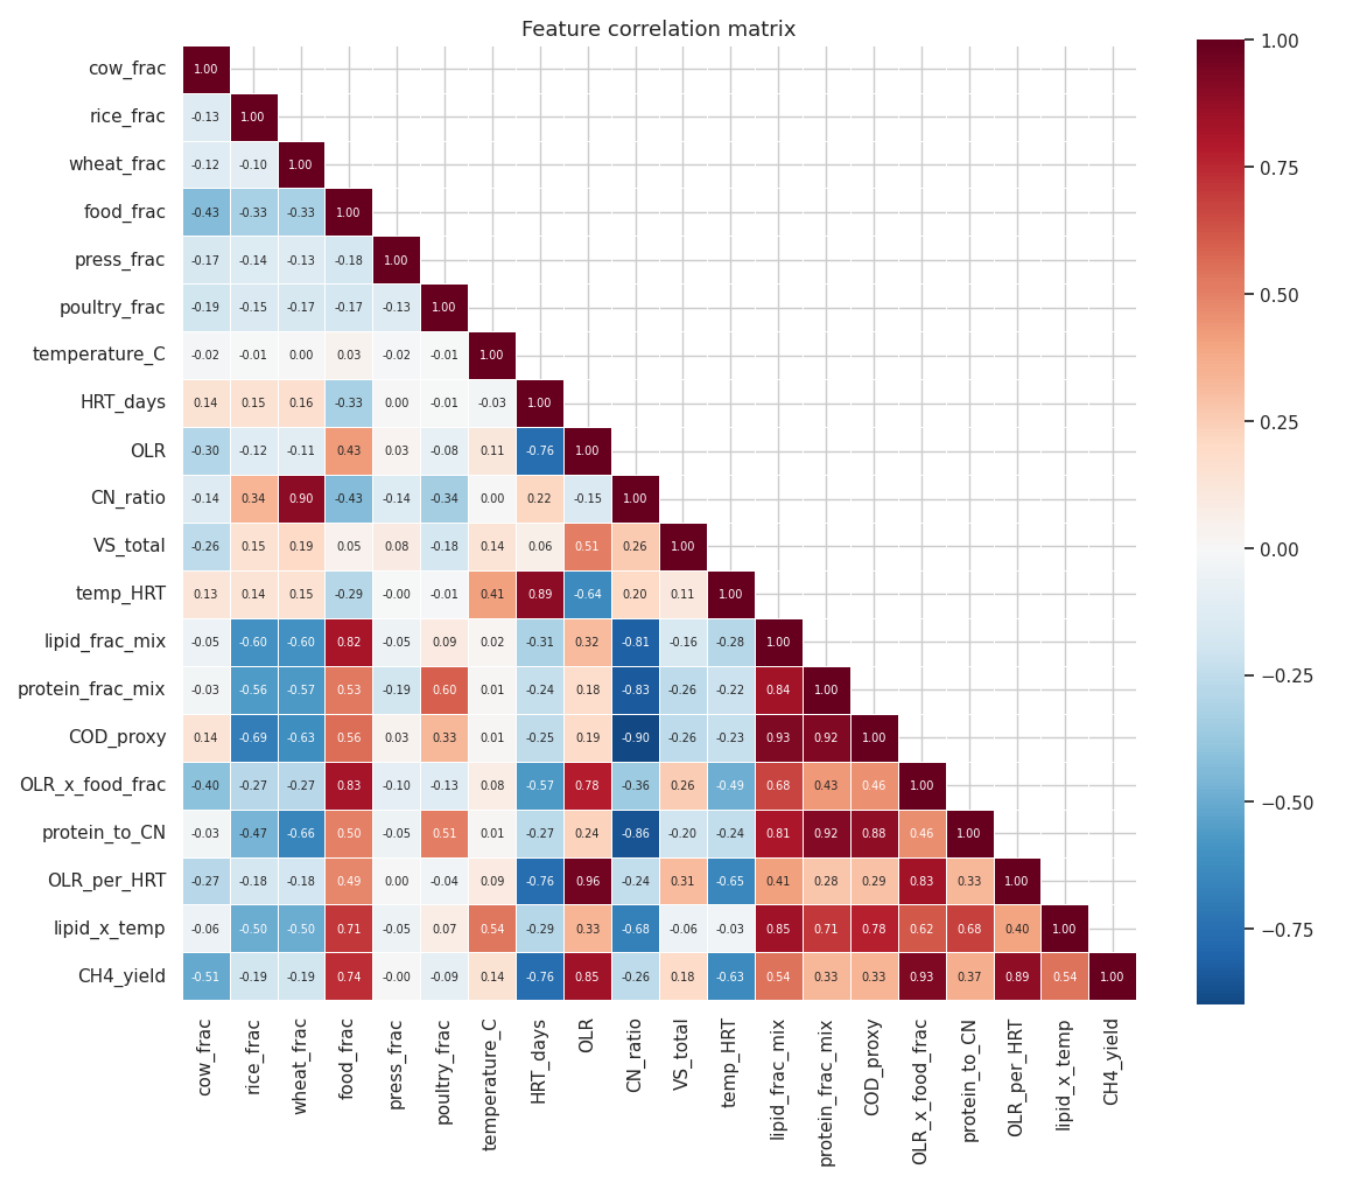 Feature correlation matrix
cow_frac 1.00
rice_frac -0.13 1.00
wheat_frac -0.12 -0.10 1.00
food_frac -0.43 -0.33 -0.33 1.00
press_frac -0.17 -0.14 -0.13 -0.18 1.00
poultry_frac -0.19 -0.15 -0.17 -0.17 -0.13 1.00
temperature_C -0.02 -0.01 0.00 0.03 -0.02 -0.01 1.00
HRT_days 0.14 0.15 0.16 -0.33 0.00 -0.01 -0.03 1.00
OLR -0.30 -0.12 -0.11 0.43 0.03 -0.08 0.11 -0.76 1.00
CN_ratio -0.14 0.34 0.90 -0.43 -0.14 -0.34 0.00 0.22 -0.15 1.00
VS_total -0.26 0.15 0.19 0.05 0.08 -0.18 0.14 0.06 0.51 0.26 1.00
temp_HRT 0.13 0.14 0.15 -0.29 -0.00 -0.01 0.41 0.89 -0.64 0.20 0.11 1.00
lipid_frac_mix -0.05 -0.60 -0.60 0.82 -0.05 0.09 0.02 -0.31 0.32 -0.81 -0.16 -0.28 1.00
protein_frac_mix -0.03 -0.56 -0.57 0.53 -0.19 0.60 0.01 -0.24 0.18 -0.83 -0.26 -0.22 0.84 1.00
COD_proxy 0.14 -0.69 -0.63 0.56 0.03 0.33 0.01 -0.25 0.19 -0.90 -0.26 -0.23 0.93 0.92 1.00
OLR_x_food_frac -0.40 -0.27 -0.27 0.83 -0.10 -0.13 0.08 -0.57 0.78 -0.36 0.26 -0.49 0.68 0.43 0.46 1.00
protein_to_CN -0.03 -0.47 -0.66 0.50 -0.05 0.51 0.01 -0.27 0.24 -0.86 -0.20 -0.24 0.81 0.92 0.88 0.46 1.00
OLR_per_HRT -0.27 -0.18 -0.18 0.49 0.00 -0.04 0.09 -0.76 0.96 -0.24 0.31 -0.65 0.41 0.28 0.29 0.83 0.33 1.00
lipid_x_temp -0.06 -0.50 -0.50 0.71 -0.05 0.07 0.54 -0.29 0.33 -0.68 -0.06 -0.03 0.85 0.71 0.78 0.62 0.68 0.40 1.00
CH4_yield -0.51 -0.19 -0.19 0.74 -0.00 -0.09 0.14 -0.76 0.85 -0.26 0.18 -0.63 0.54 0.33 0.33 0.93 0.37 0.89 0.54 1.00
cow_frac
rice_frac
wheat_frac
food_frac
press_frac
poultry_frac
temperature_C
HRT_days
OLR
CN_ratio
VS_total
temp_HRT
lipid_frac_mix
protein_frac_mix
COD_proxy
OLR_x_food_frac
protein_to_CN
OLR_per_HRT
lipid_x_temp
CH4_yield
1.00
0.75
0.50
0.25
0.00
−0.25
−0.50
−0.75